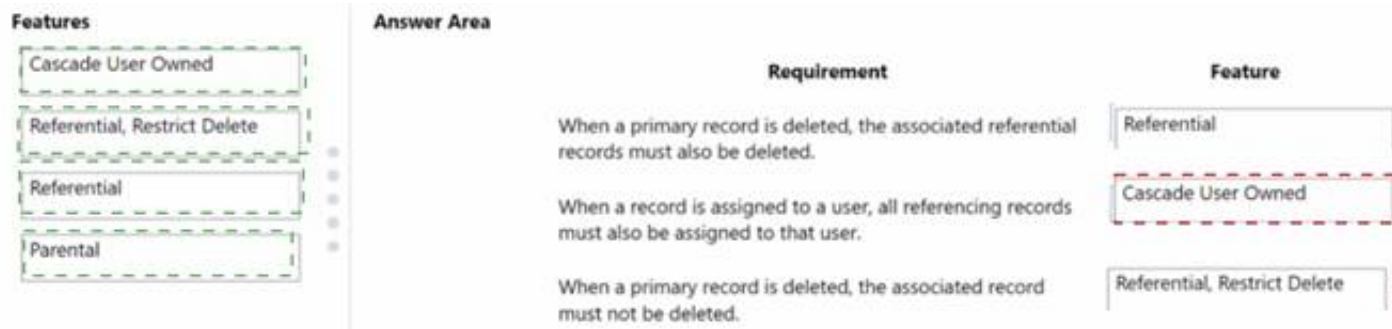 Features
Cascade User Owned
Referential, Restrict Delete
Referential
Parental
Answer Area
Requirement
Feature
When a primary record is deleted, the associated referential
records must also be deleted.
Referential
When a record is assigned to a user, all referencing records
must also be assigned to that user.
Cascade User Owned
When a primary record is deleted, the associated record
must not be deleted.
Referential, Restrict Delete